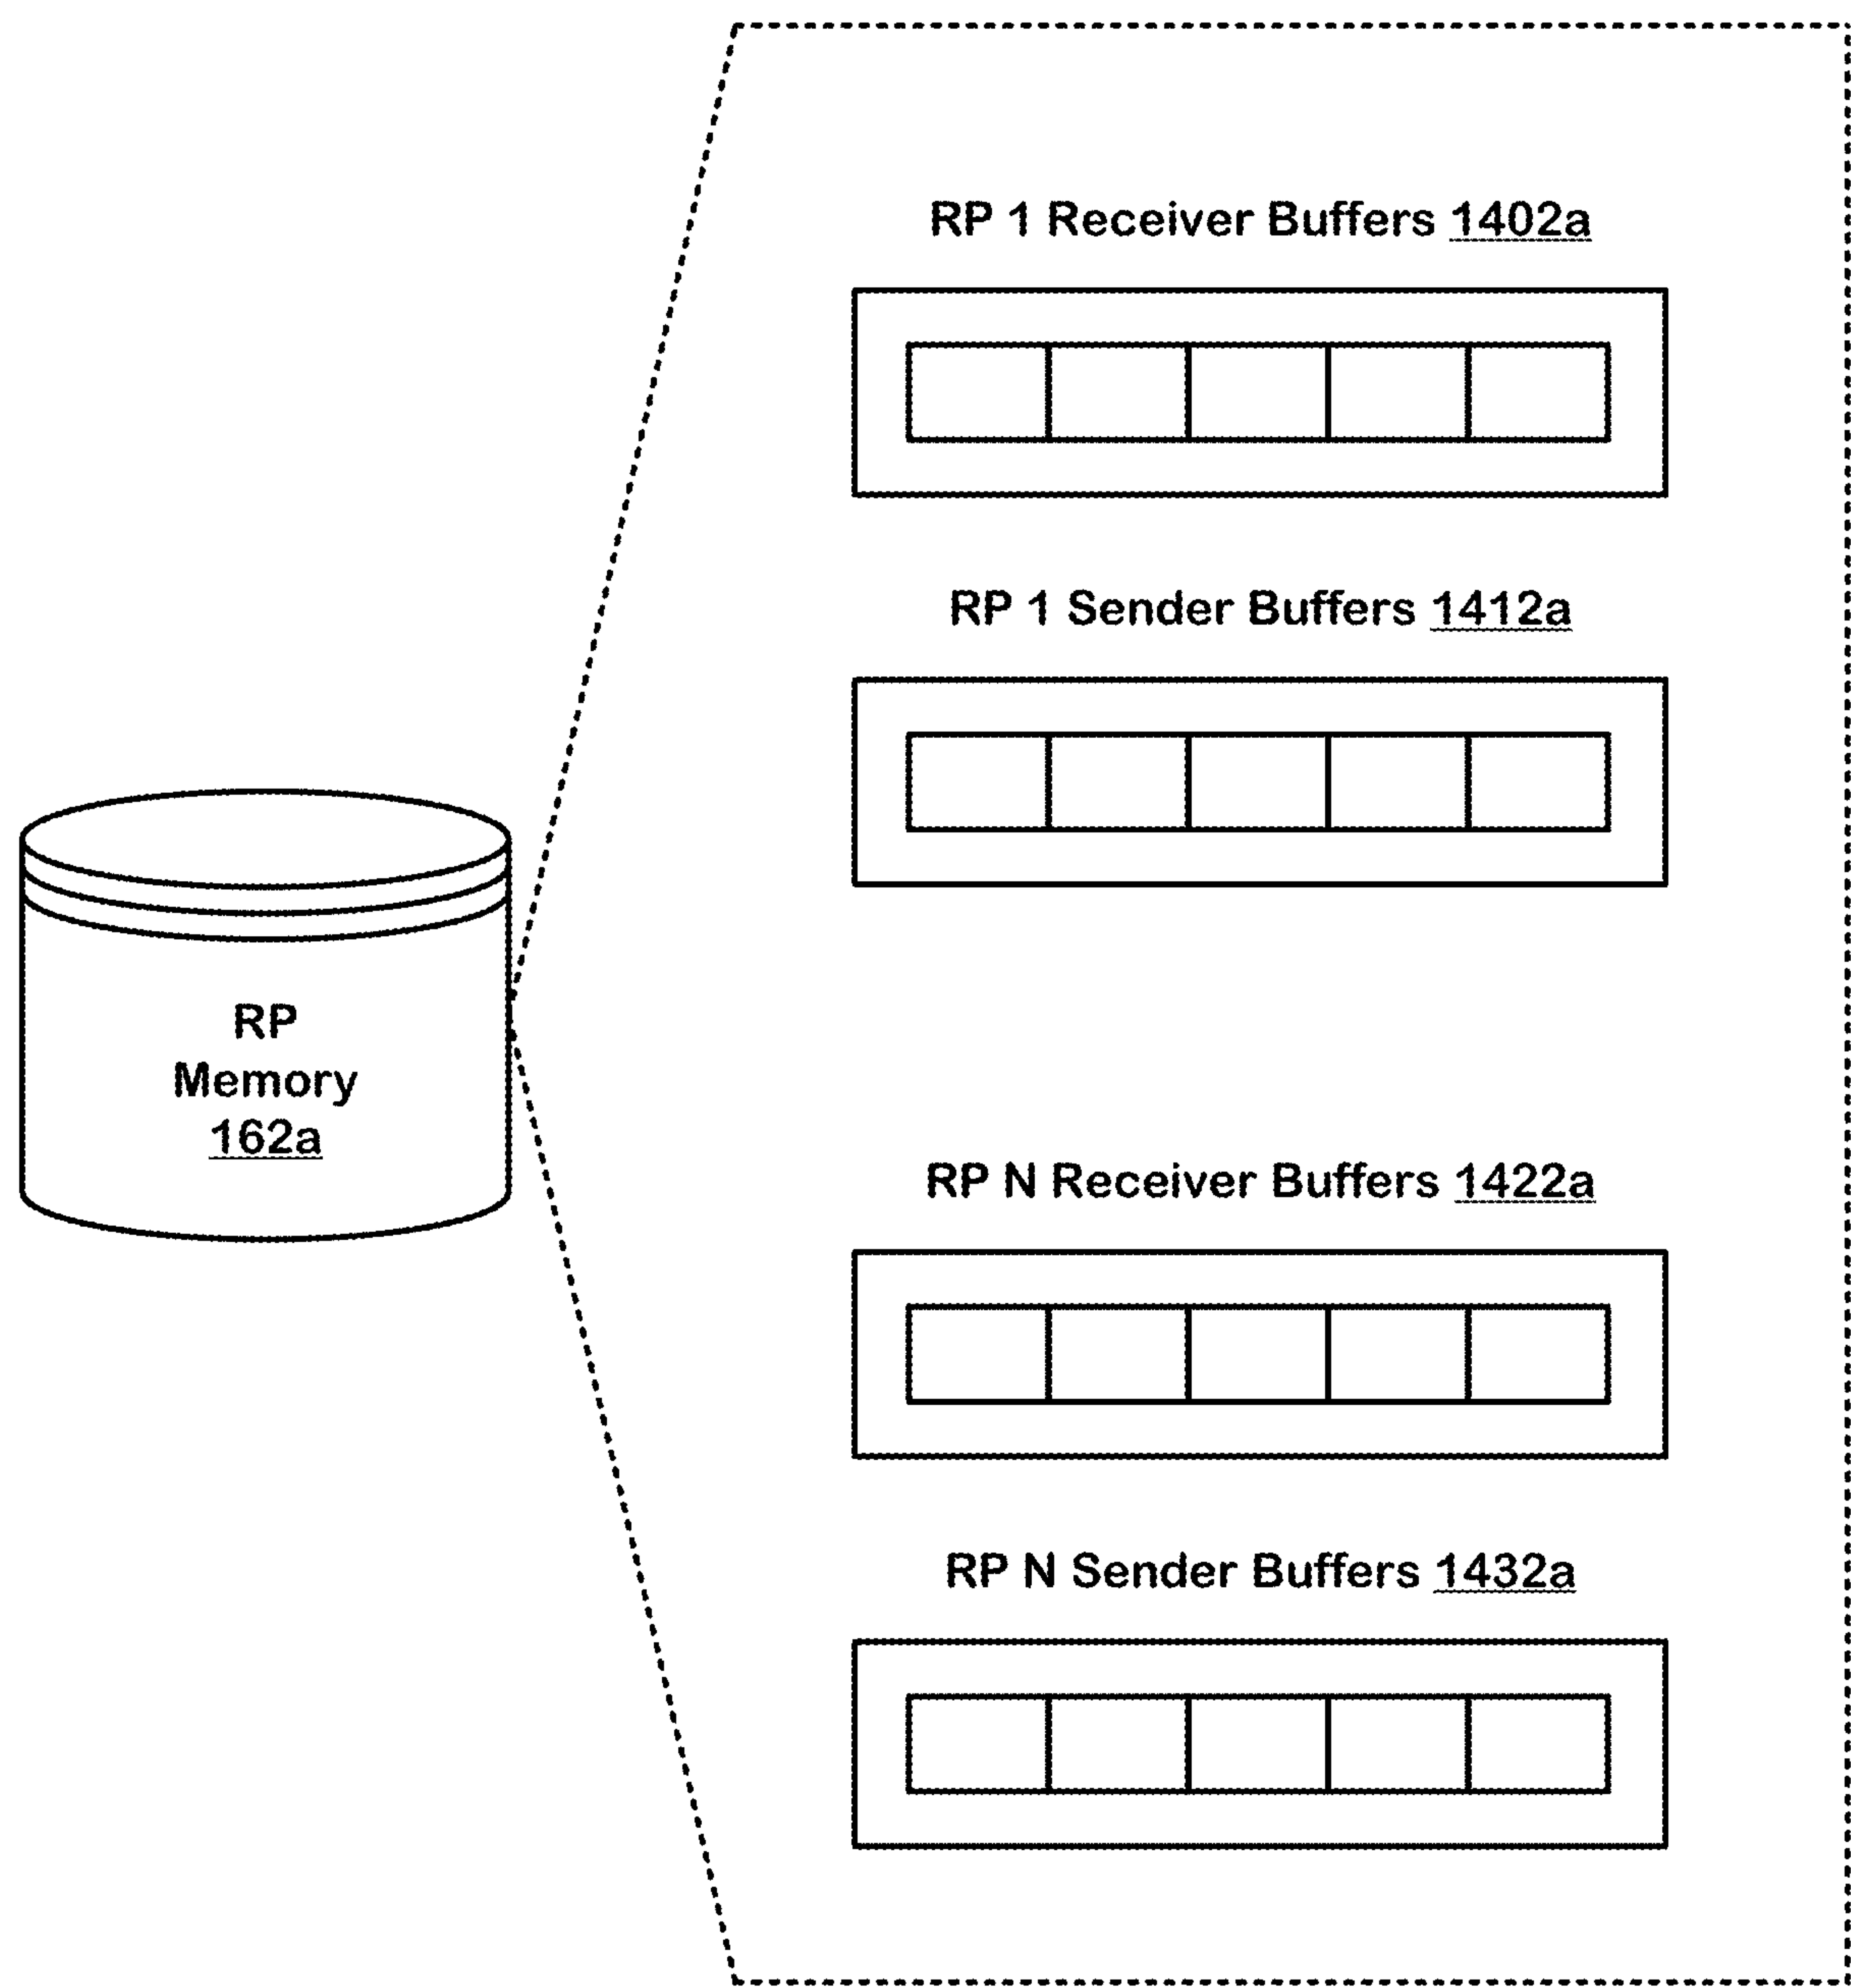 RP 1 Receiver Buffers 1402a
RP 1 Sender Buffers 1412a
RP
Memory
162a
RP N Receiver Buffers 1422a
RP N Sender Buffers 1432a